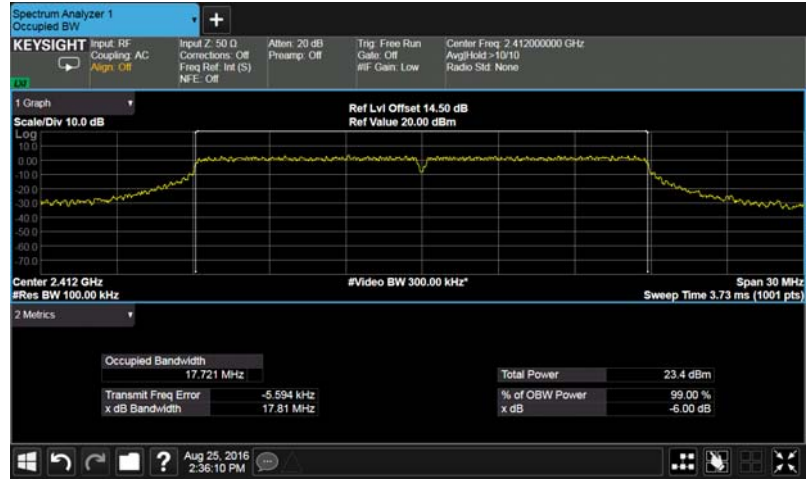 Spectrum Analyzer 1
Occupied BW
+
KEYSIGHT
Input: RF
Coupling: AC
Align: Off
Input Z: 50 Ω
Corrections: Off
Freq Ref: Int (S)
NFE: Off
Atten: 20 dB
Preamp: Off
Trig: Free Run
Gate: Off
#IF Gain: Low
Center Freq: 2.412000000 GHz
Avg|Hold:>10/10
Radio Std: None
LXI
1 Graph
Scale/Div 10.0 dB
Ref Lvl Offset 14.50 dB
Ref Value 20.00 dBm
Log
10.0
0.00
-10.0
-20.0
-30.0
-40.0
-50.0
-60.0
-70.0
Center 2.412 GHz
#Res BW 100.00 kHz
#Video BW 300.00 kHz*
Span 30 MHz
Sweep Time 3.73 ms (1001 pts)
2 Metrics
Occupied Bandwidth
17.721 MHz
Transmit Freq Error -5.594 kHz
x dB Bandwidth 17.81 MHz
Total Power 23.4 dBm
% of OBW Power 99.00 %
x dB -6.00 dB
?
Aug 25, 2016
2:36:10 PM